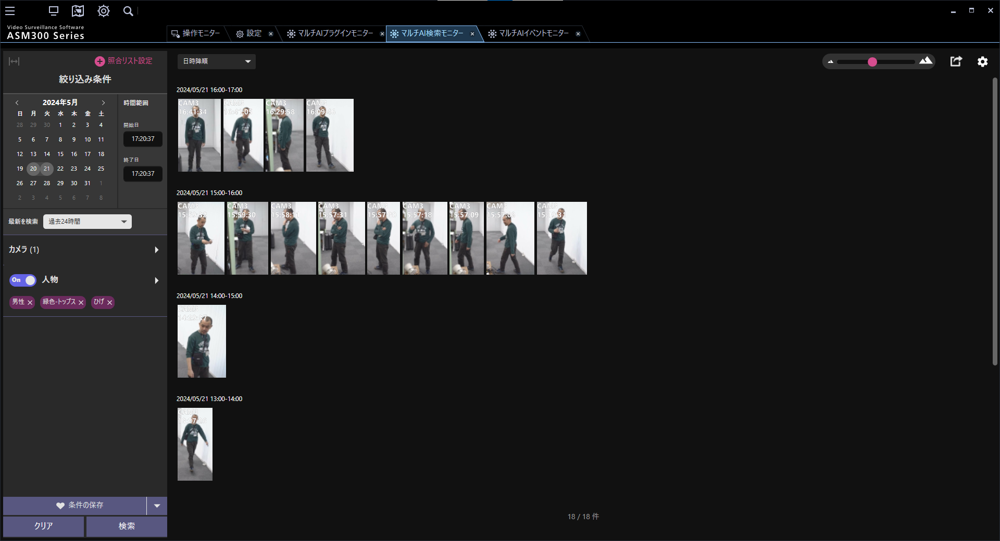 Video Surveillance Software
ASM300 Series
操作モニター
設定
マルチAIプラグインモニター
マルチAI検索モニター
マルチAIイベントモニター
照合リスト設定
絞り込み条件
2024年5月
日 月 火 水 木 金 土
28 29 30 1 2 3 4
5 6 7 8 9 10 11
12 13 14 15 16 17 18
19 20 21 22 23 24 25
26 27 28 29 30 31 1
2 3 4 5 6 7 8
時間範囲
開始日
17:20:37
終了日
17:20:37
最新を検索
過去24時間
カメラ (1)
On
人物
男性
緑色-トップス
ひげ
条件の保存
クリア
検索
日時降順
2024/05/21 16:00-17:00
CAM3
16:41:34
CAM3
16:41:05
CAM3
16:29:58
CAM3
16:09:46
2024/05/21 15:00-16:00
CAM3
15:59:32
CAM3
15:59:30
CAM3
15:58:11
CAM3
15:57:31
CAM3
15:57:30
CAM3
15:57:18
CAM3
15:57:09
CAM3
CAM3
2024/05/21 14:00-15:00
CAM3
14:29:37
2024/05/21 13:00-14:00
CAM3
18 / 18 件